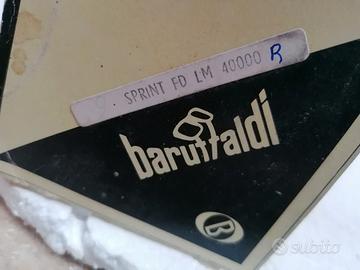 SPRINT FD LM 40000 R
baruffaldi
B
subito